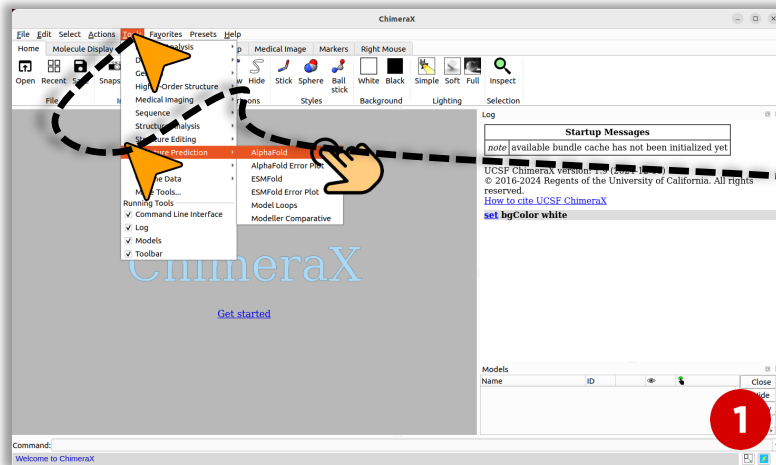 ChimeraX
File Edit Select Actions Tools Favorites Presets Help
Home Molecule Display Medical Image Markers Right Mouse
Open Recent Hide Stick Sphere Ball stick White Black Simple Soft Full Inspect
File Styles Background Lighting Selection
Higher-Order Structure
Medical Imaging
Sequence
Structure Analysis
Structure Editing
Structure Prediction
More Tools...
Running Tools
Command Line Interface
Log
Models
Toolbar
AlphaFold
AlphaFold Error Plot
ESMFold
ESMFold Error Plot
Model Loops
Modeller Comparative
ChimeraX
Get started
Log
Startup Messages
note available bundle cache has not been initialized yet
UCSF ChimeraX version: 1.9
© 2016-2024 Regents of the University of California. All rights
reserved.
How to cite UCSF ChimeraX
set bgColor white
Models
Name ID
Close
1
Command:
Welcome to ChimeraX